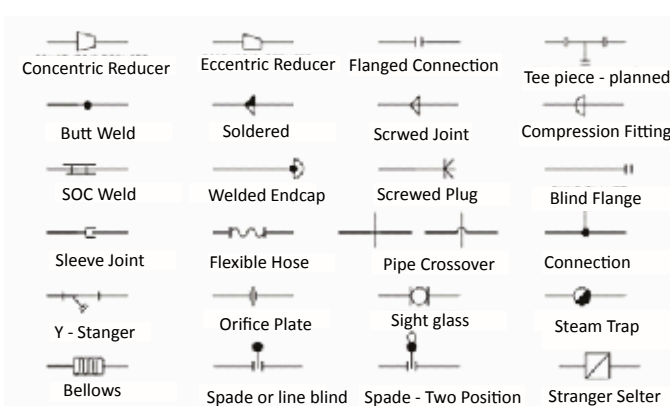 Concentric Reducer
Eccentric Reducer
Flanged Connection
Tee piece - planned
Butt Weld
Soldered
Scrwed Joint
Compression Fitting
SOC Weld
Welded Endcap
Screwed Plug
Blind Flange
Sleeve Joint
Flexible Hose
Pipe Crossover
Connection
Y - Stanger
Orifice Plate
Sight glass
Steam Trap
Bellows
Spade or line blind
Spade - Two Position
Stranger Selter